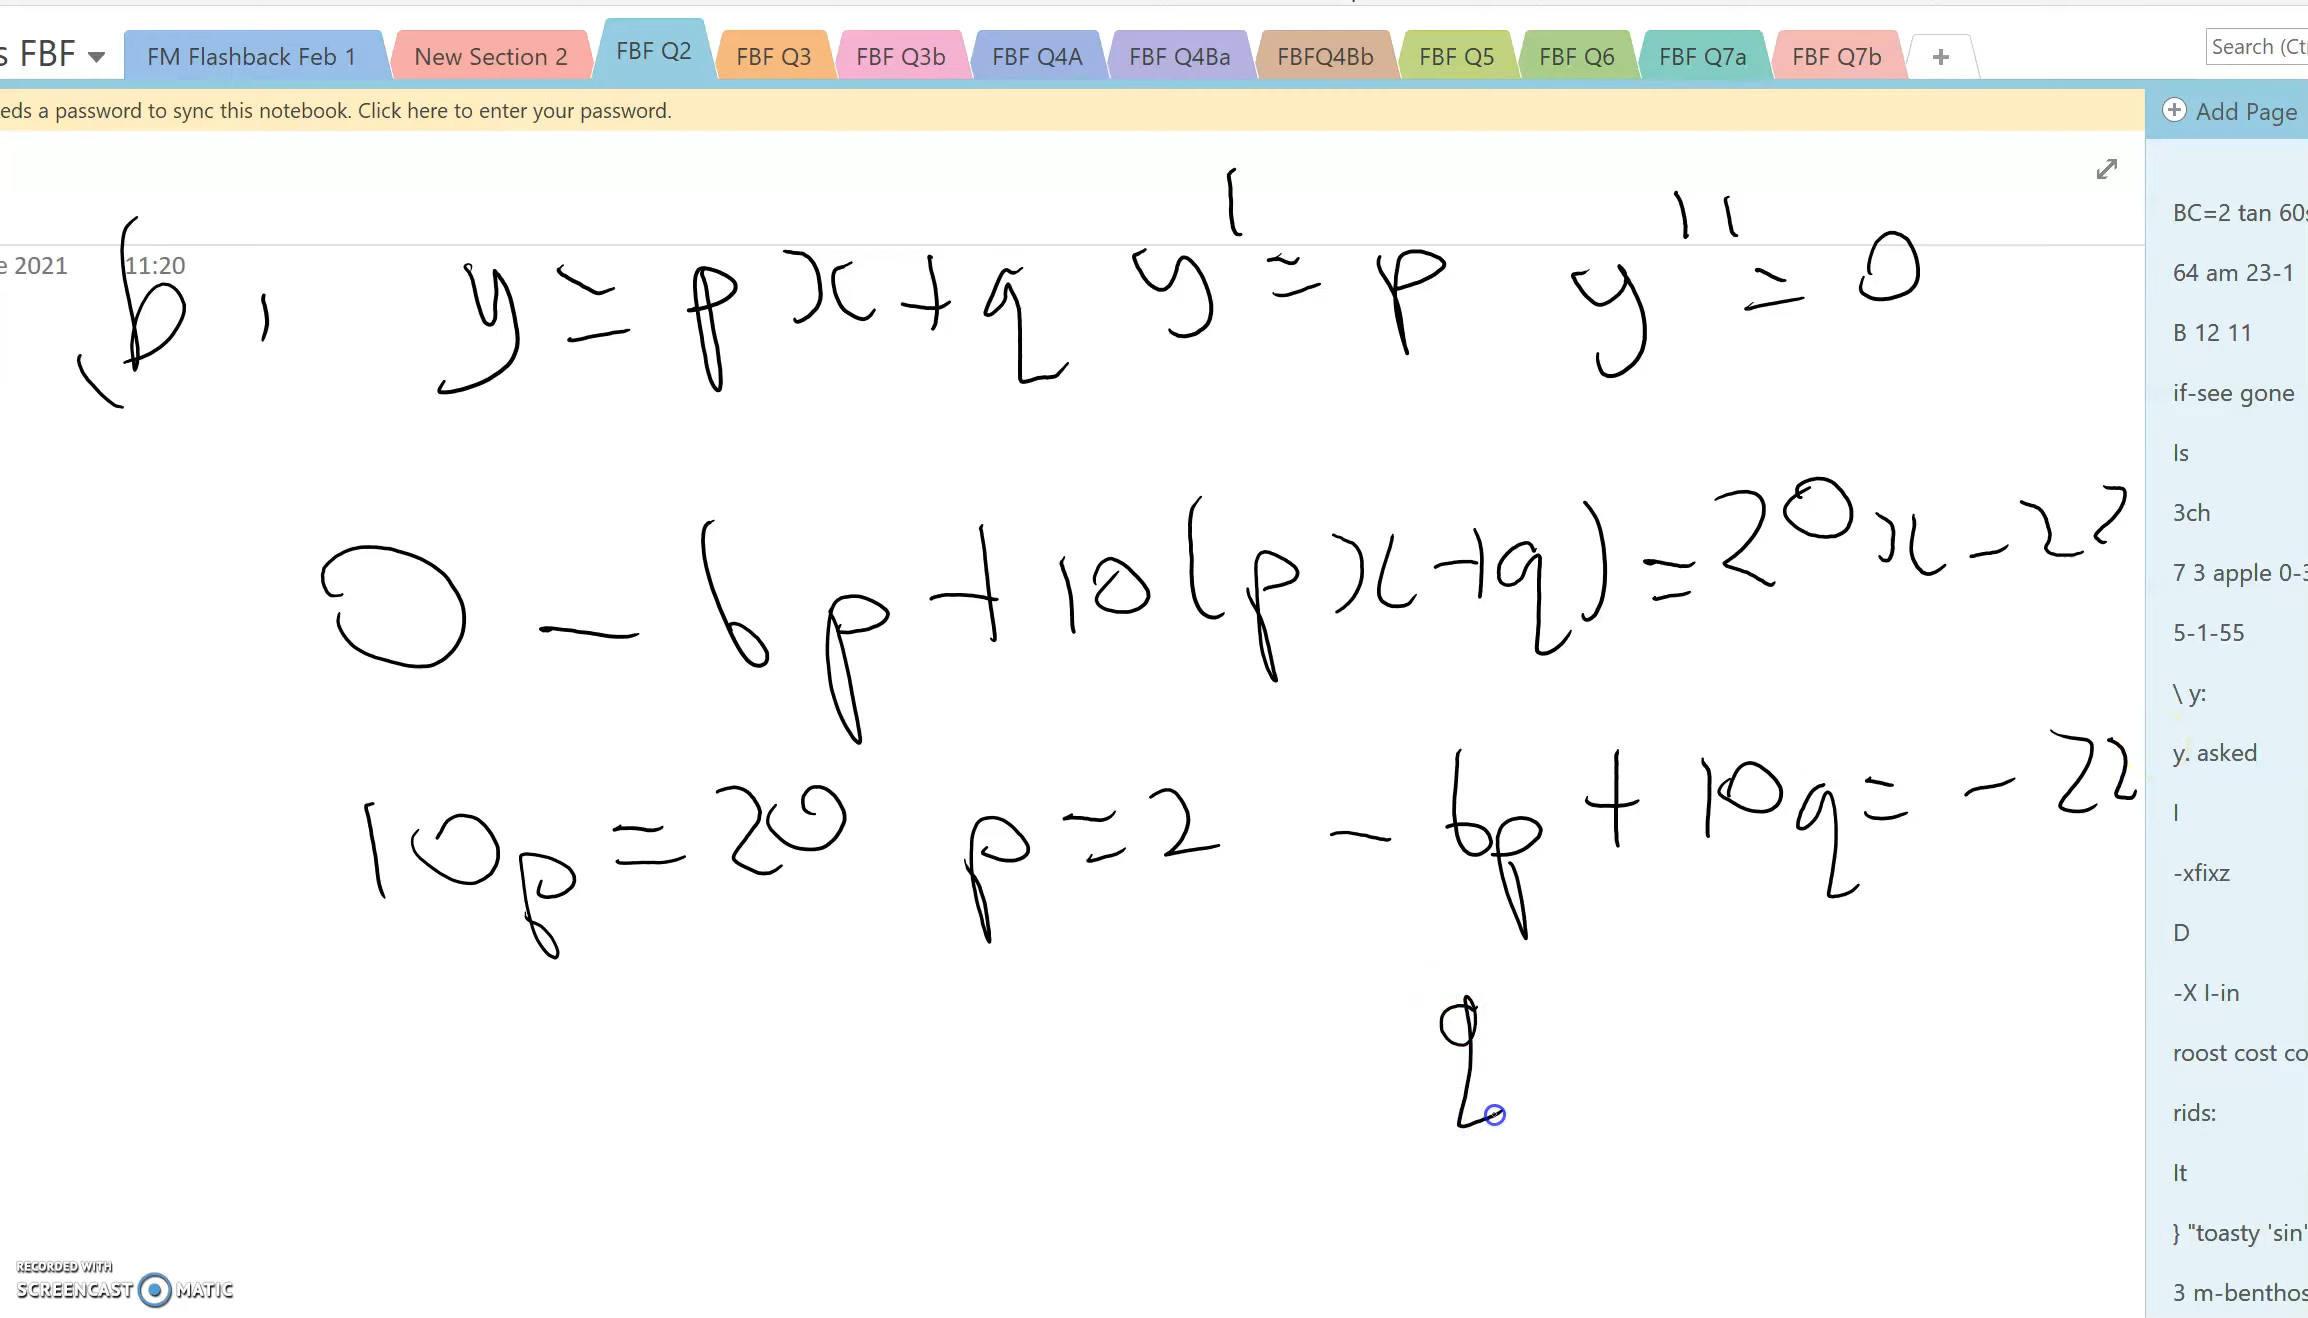 s FBF FM Flashback Feb 1 New Section 2 FBF Q2 FBF Q3 FBF Q3b FBF Q4A FBF Q4Ba FBFQ4Bb FBF Q5 FBF Q6 FBF Q7a FBF Q7b + Search (Ct
eds a password to sync this notebook. Click here to enter your password.
Add Page
e 2021 11:20
b, y = px + q y' = p y'' = 0
0 - 6p + 10(px + q) = 20x - 22
10p = 20 p = 2 - 6p + 10q = - 22
q
BC=2 tan 60s
64 am 23-1
B 12 11
if-see gone
3ch
7 3 apple 0-3
5-1-55
\ y:
y. asked
-xfixz
D
-X I-in
roost cost co
rids:
It
} "toasty 'sin'
3 m-benthos
RECORDED WITH
SCREENCAST MATIC